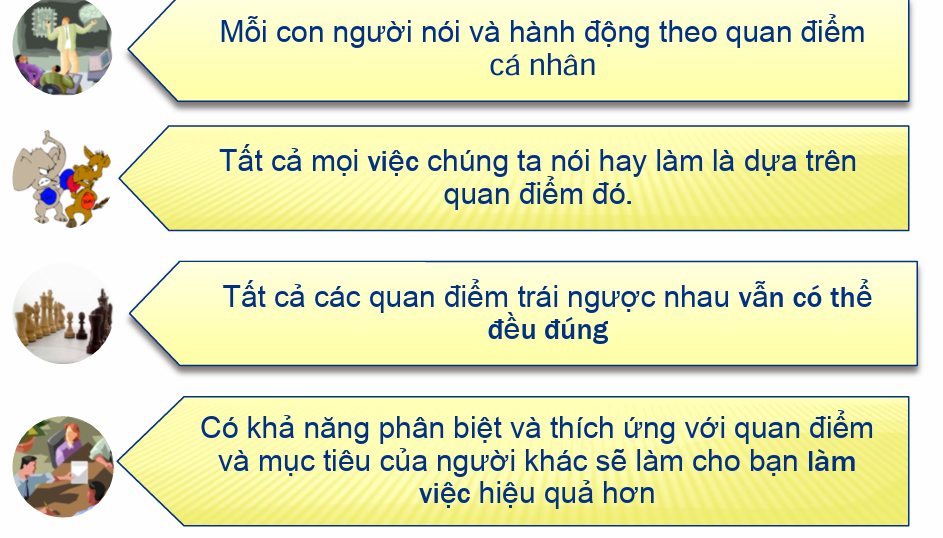 Mỗi con người nói và hành động theo quan điểm
cá nhân
Tất cả mọi việc chúng ta nói hay làm là dựa trên
quan điểm đó.
Tất cả các quan điểm trái ngược nhau vẫn có thể
đều đúng
Có khả năng phân biệt và thích ứng với quan điểm
và mục tiêu của người khác sẽ làm cho bạn làm
việc hiệu quả hơn